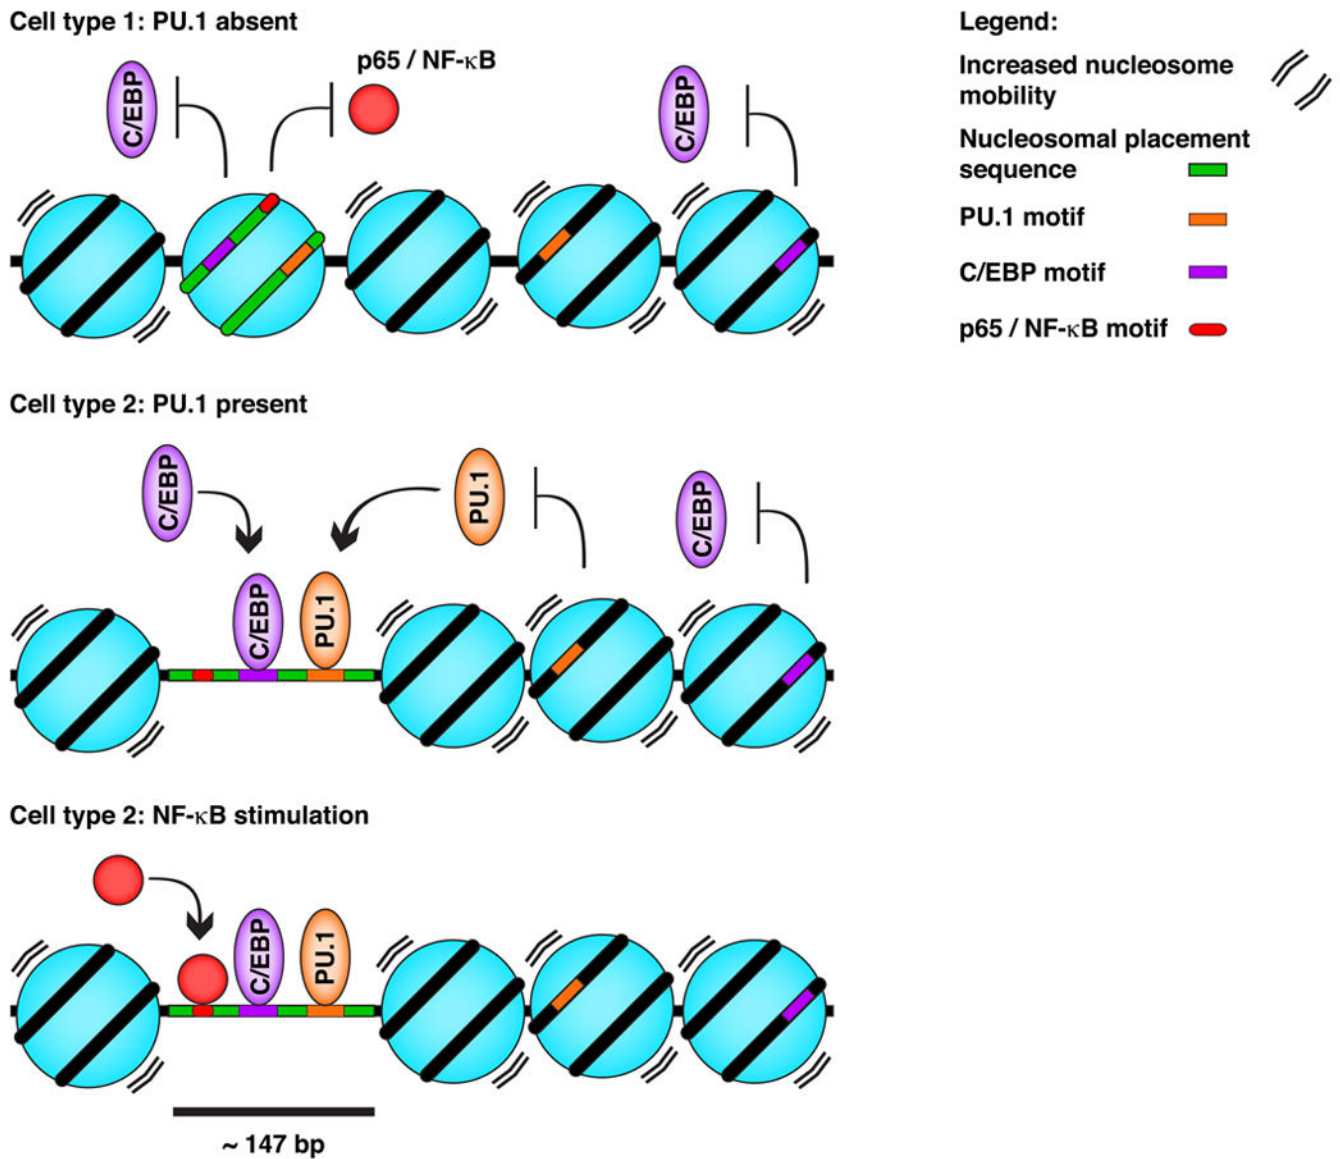 Cell type 1: PU.1 absent
p65 / NF-κB
C/EBP
C/EBP
Legend:
Increased nucleosome
mobility
Nucleosomal placement
sequence
PU.1 motif
C/EBP motif
p65 / NF-κB motif
Cell type 2: PU.1 present
C/EBP
PU.1
C/EBP
C/EBP
PU.1
Cell type 2: NF-κB stimulation
C/EBP
PU.1
~ 147 bp